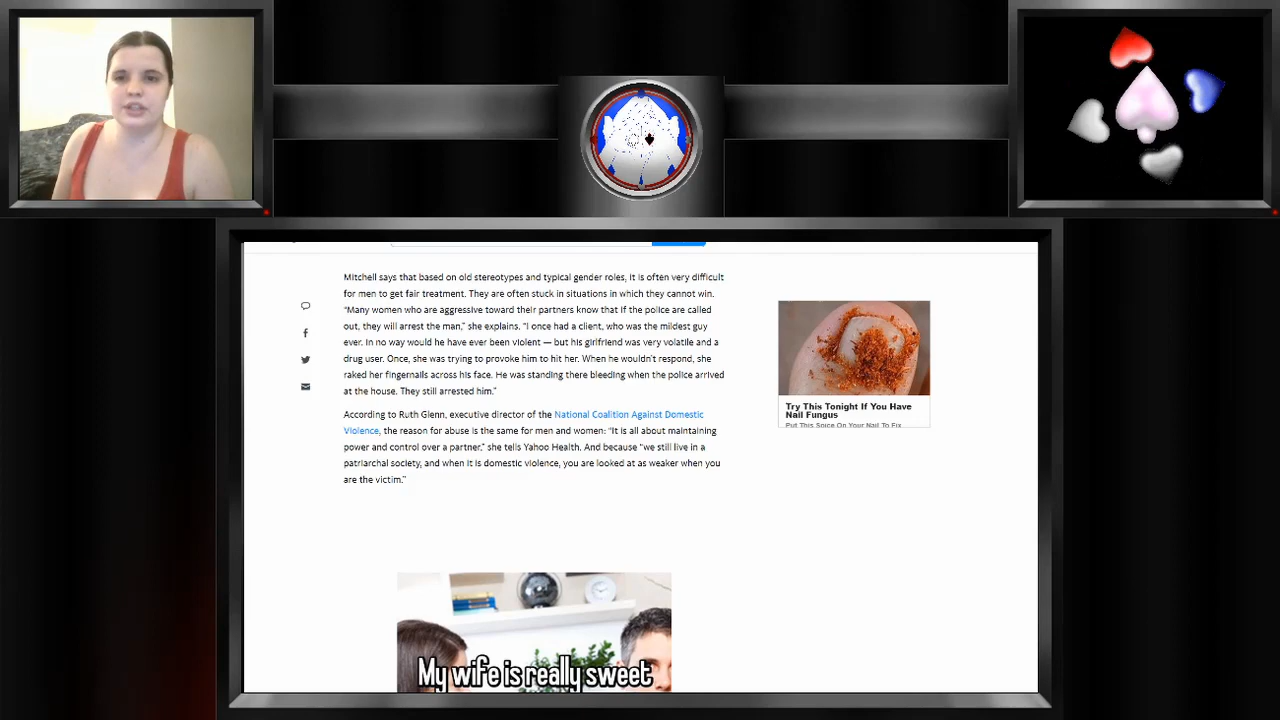 Mitchell says that based on old stereotypes and typical gender roles, it is often very difficult
for men to get fair treatment. They are often stuck in situations in which they cannot win.
“Many women who are aggressive toward their partners know that if the police are called
out, they will arrest the man,” she explains. “I once had a client, who was the mildest guy
ever. In no way would he have ever been violent — but his girlfriend was very volatile and a
drug user. Once, she was trying to provoke him to hit her. When he wouldn’t respond, she
raked her fingernails across his face. He was standing there bleeding when the police arrived
at the house. They still arrested him.”
According to Ruth Glenn, executive director of the National Coalition Against Domestic
Violence, the reason for abuse is the same for men and women: “It is all about maintaining
power and control over a partner,” she tells Yahoo Health. And because “we still live in a
patriarchal society, and when it is domestic violence, you are looked at as weaker when you
are the victim.”
Try This Tonight If You Have
Nail Fungus
Put This Spice On Your Nail To Fix
My wife is really sweet